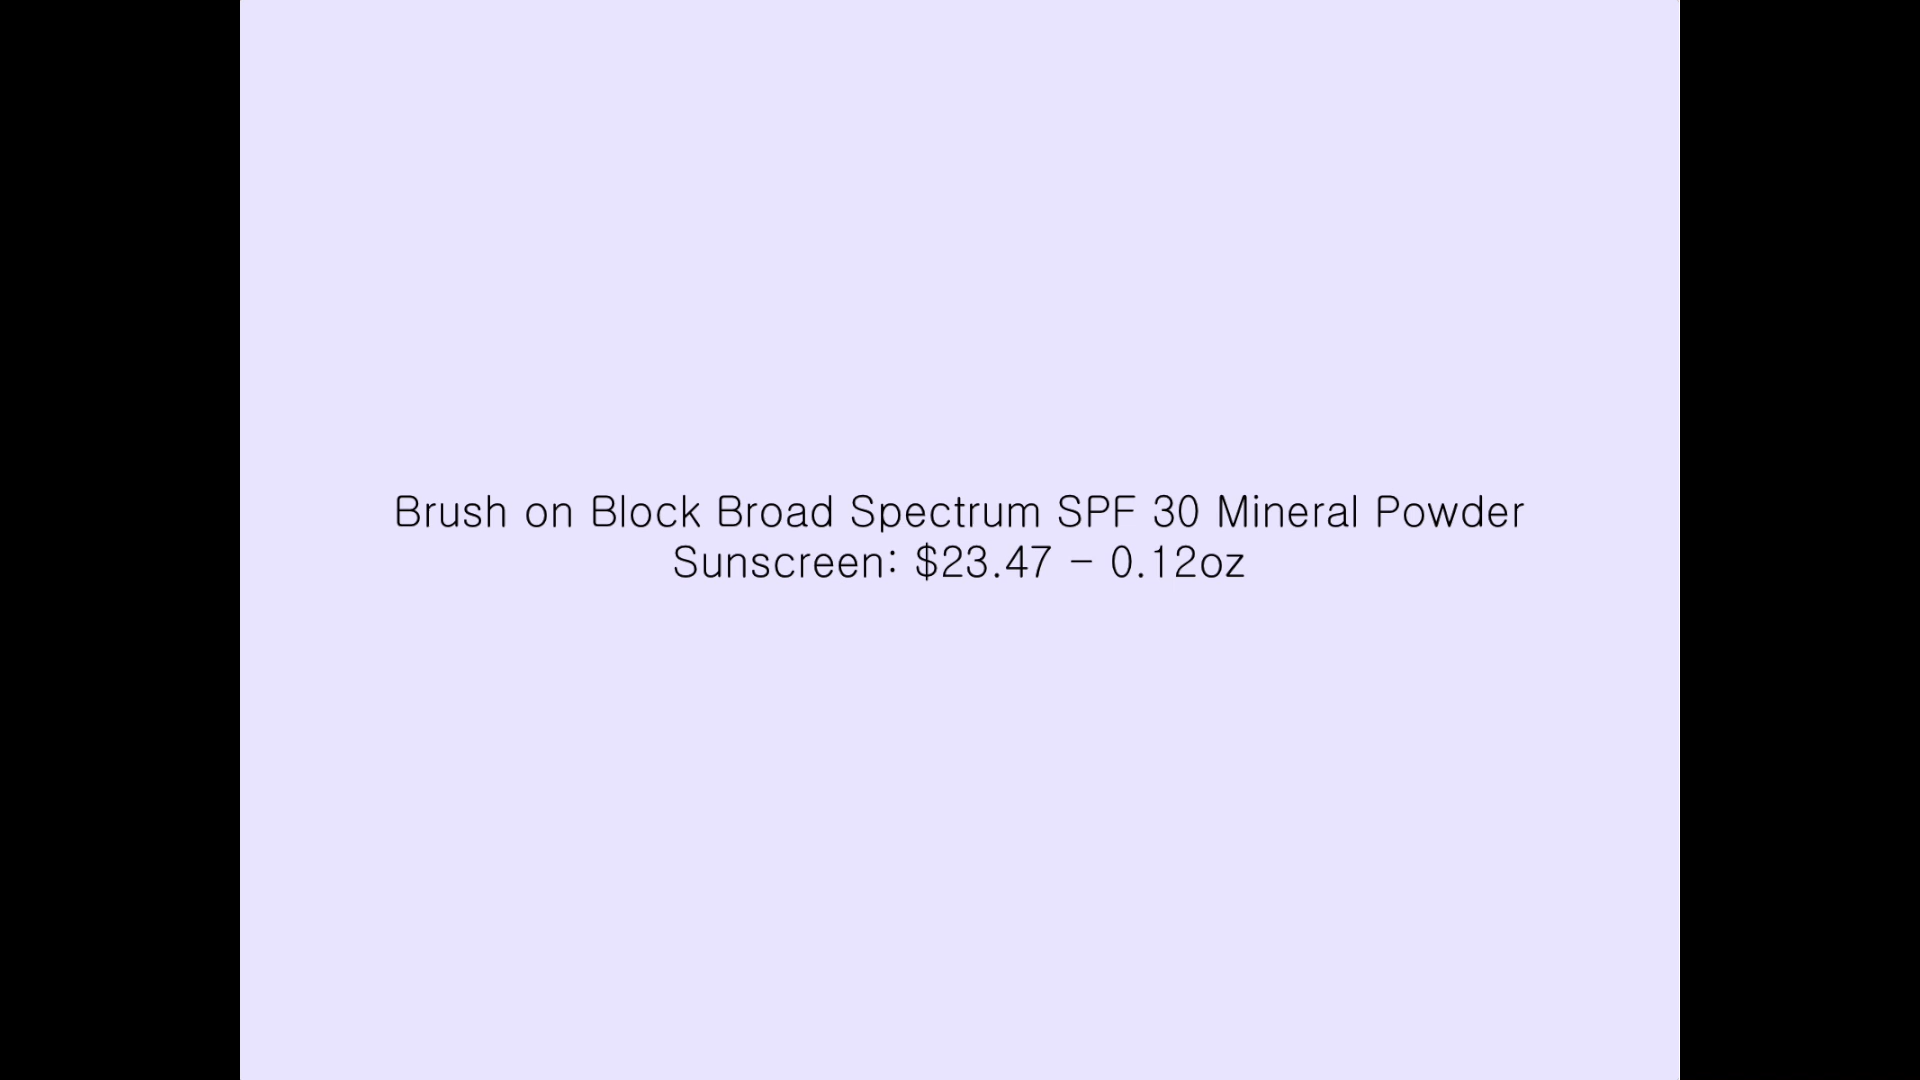 Brush on Block Broad Spectrum SPF 30 Mineral Powder
Sunscreen: $23.47 - 0.12oz